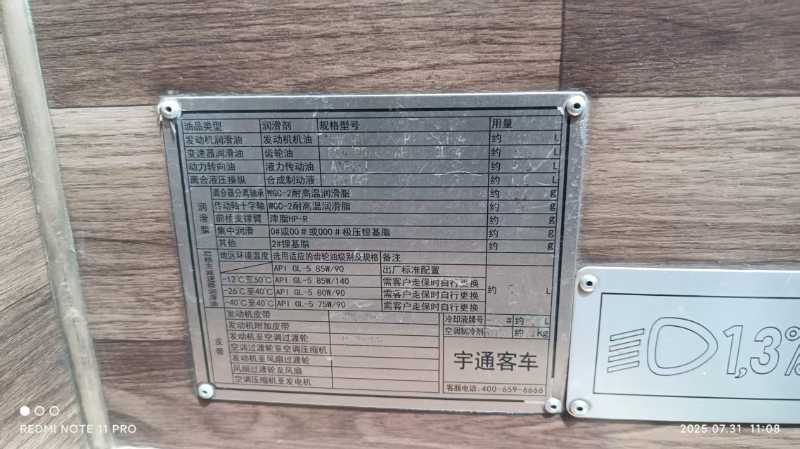 油品类型 润滑剂 规格型号 用量
发动机润滑油 发动机机油 约 L
变速器润滑油 齿轮油 约 L
动力转向油 液力传动油 约 L
离合液压操纵 合成制动液 约 L
润滑脂
离合器分离轴承 WGC-2耐高温润滑脂 约 g
传动轴十字轴 WGC-2耐高温润滑脂 约 g
前桩支撑臂 津脂HP-R 约 g
集中润滑 0#或00#或000#极压锂基脂 约 g
其他 2#锂基脂 约 g
地区环境温度 选用适应的齿轮油级别及规格 备注
API GL-5 85W/90 出厂标准配置
-12℃至50℃ API GL-5 85W/140 需客户走保时自行更换
-26℃至40℃ API GL-5 80W/90 需客户走保时自行更换
-40℃至40℃ API GL-5 75W/90 需客户走保时自行更换
约 L
皮带
发动机皮带
发动机附加皮带
发动机至空调过渡轮
空调过渡轮至空调压缩机
发动机至风扇过渡轮
风扇过渡轮至风扇
空调压缩机至发电机
冷却液牌号 # 约 L
空调制冷剂 约 Kg
宇通客车
客服电话:400-659-6666
1,3%
REDMI NOTE 11 PRO
2025.07.31 11:08